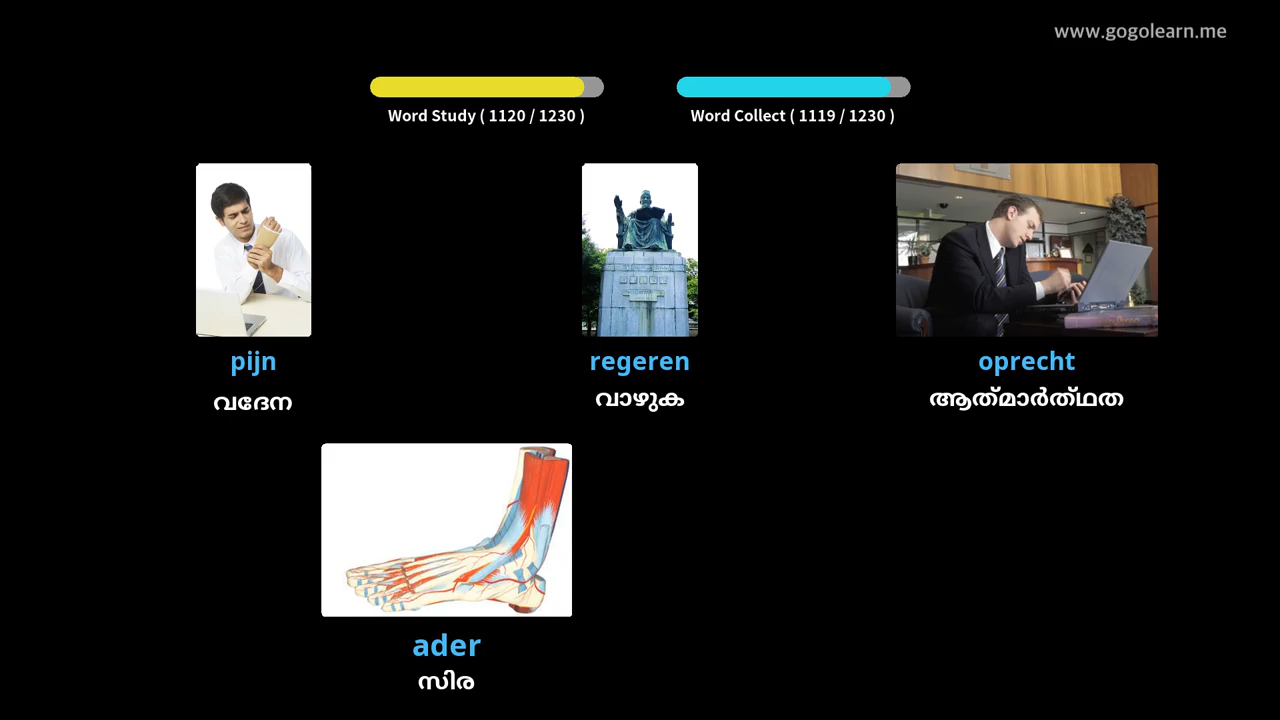 www.gogolearn.me
Word Study ( 1120 / 1230 )
Word Collect ( 1119 / 1230 )
pijn
regeren
oprecht
വദേന
വാഴുക
ആത്‌മാർത്‌ഥത
ader
സിര